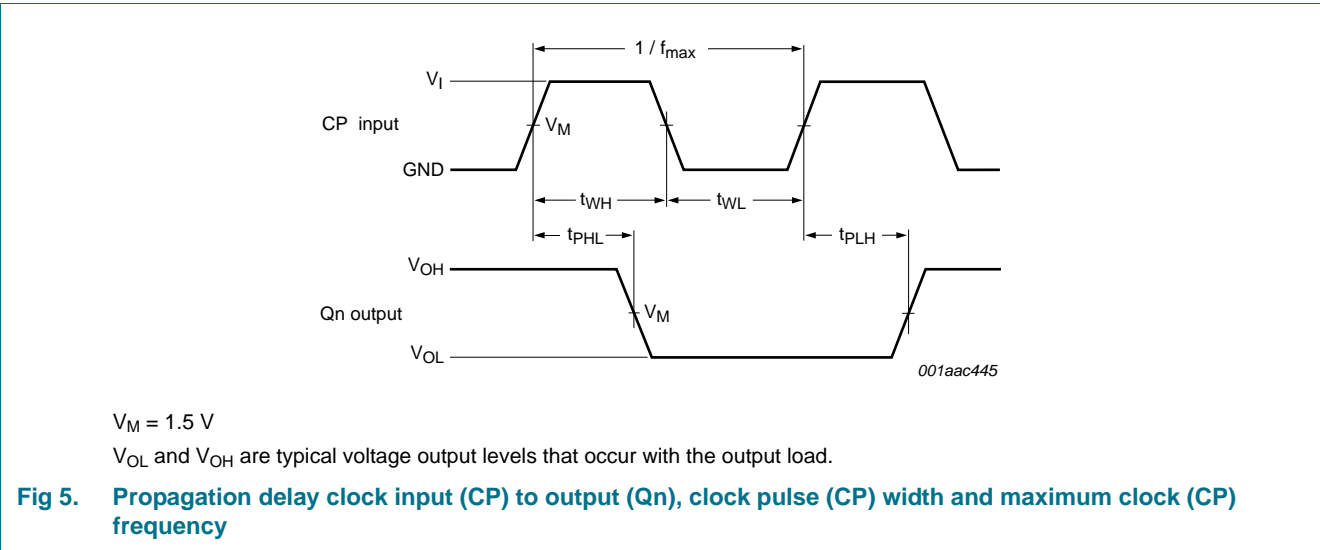 1 / fmax
VI
CP input
VM
GND
tWH
tWL
tPHL
tPLH
VOH
Qn output
VM
VOL
001aac445
VM = 1.5 V
VOL and VOH are typical voltage output levels that occur with the output load.
Fig 5. Propagation delay clock input (CP) to output (Qn), clock pulse (CP) width and maximum clock (CP)
frequency